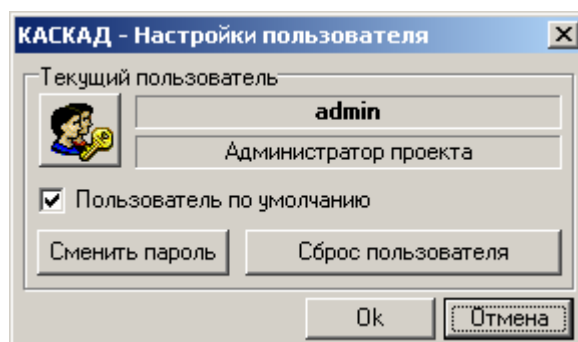 КАСКАД - Настройки пользователя
Текущий пользователь
admin
Администратор проекта
Пользователь по умолчанию
Сменить пароль
Сброс пользователя
Ok
Отмена